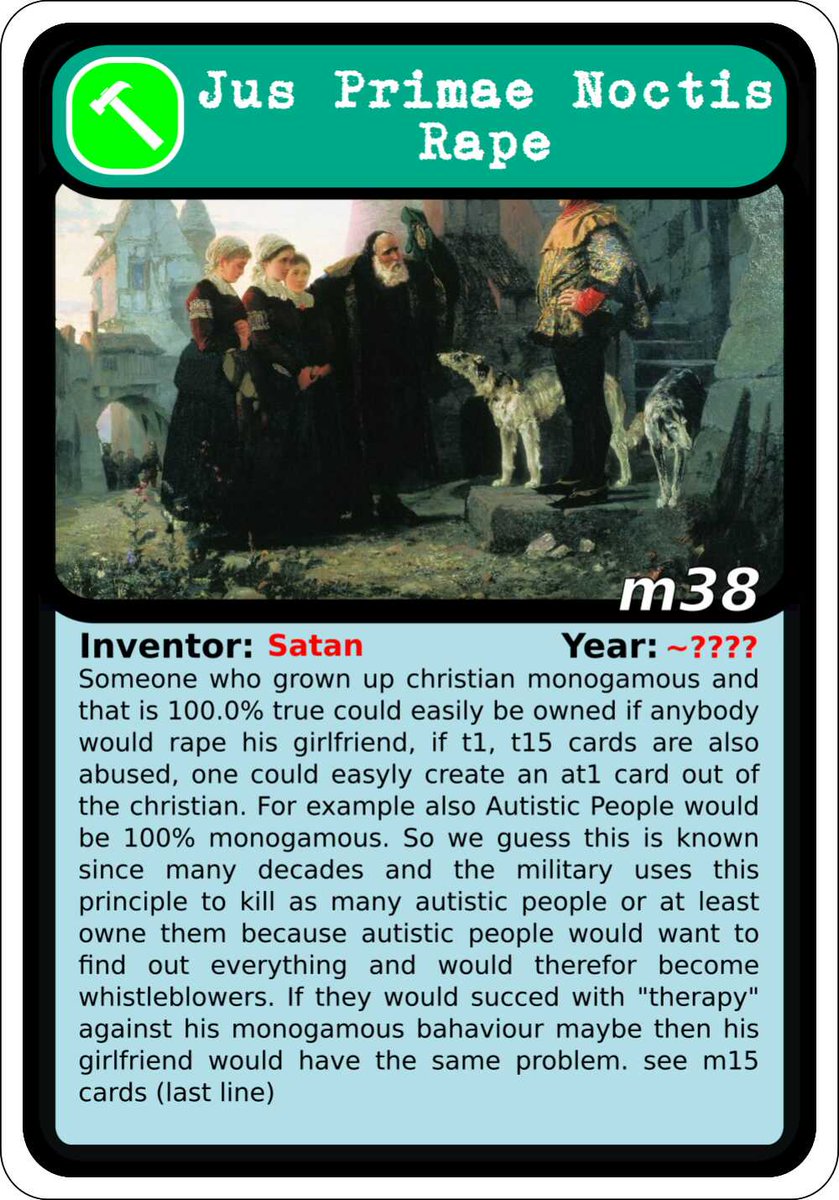 Jus Primae Noctis
Rape
m38
Inventor: Satan Year: ~????
Someone who grown up christian monogamous and
that is 100.0% true could easily be owned if anybody
would rape his girlfriend, if t1, t15 cards are also
abused, one could easyly create an at1 card out of
the christian. For example also Autistic People would
be 100% monogamous. So we guess this is known
since many decades and the military uses this
principle to kill as many autistic people or at least
owne them because autistic people would want to
find out everything and would therefor become
whistleblowers. If they would succed with "therapy"
against his monogamous bahaviour maybe then his
girlfriend would have the same problem. see m15
cards (last line)